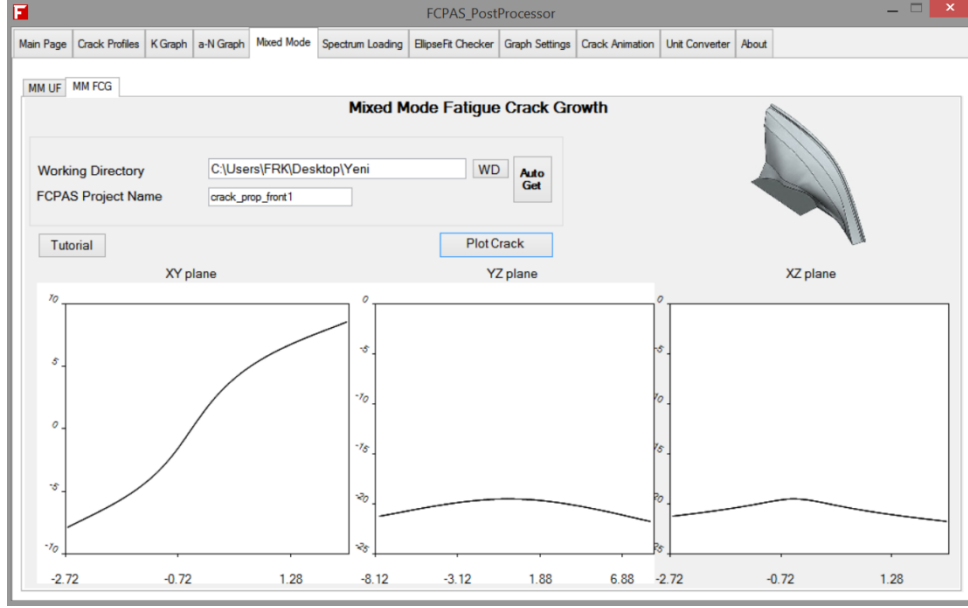 F FCPAS_PostProcessor
Main Page Crack Profiles K Graph a-N Graph Mixed Mode Spectrum Loading EllipseFit Checker Graph Settings Crack Animation Unit Converter About
MM UF MM FCG
Mixed Mode Fatigue Crack Growth
Working Directory C:\Users\FRK\Desktop\Yeni WD Auto Get
FCPAS Project Name crack_prop_front1
Tutorial Plot Crack
XY plane YZ plane XZ plane
10 0 0
5 -5 -5
0 -10 10
-5 -15 15
-10 -20 20
-25 25
-2.72 -0.72 1.28 -8.12 -3.12 1.88 6.88 -2.72 -0.72 1.28